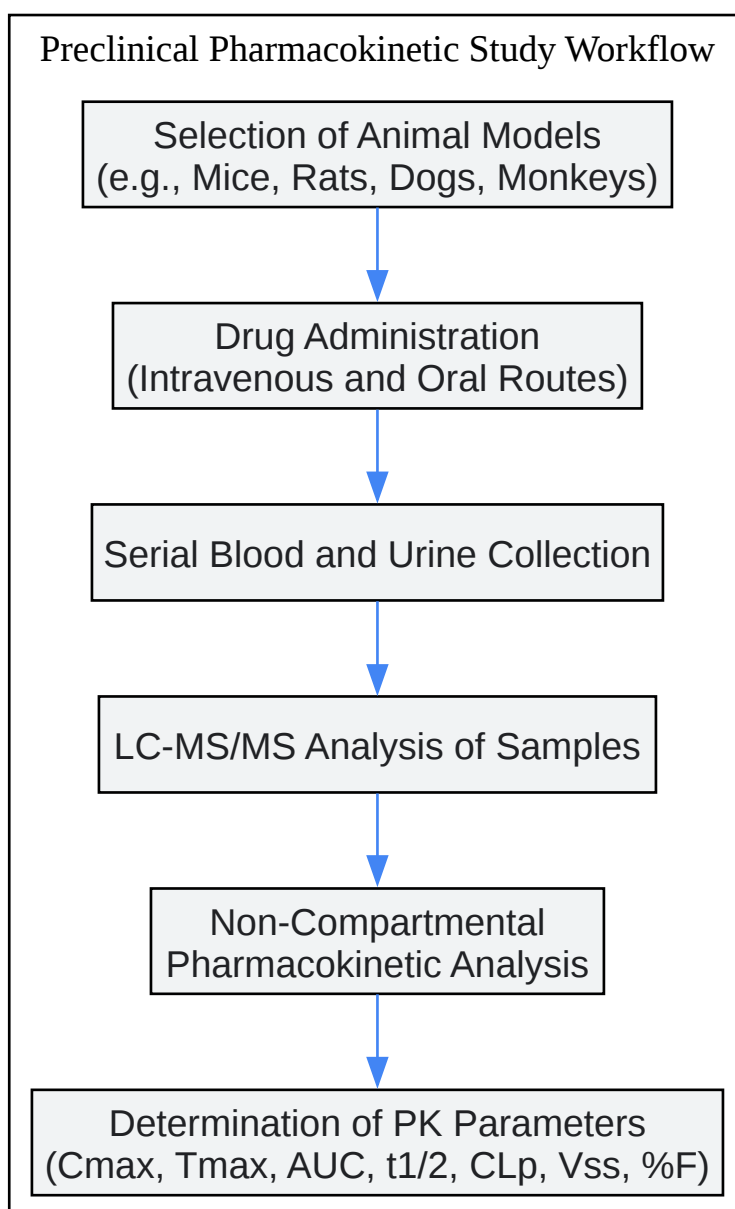 Preclinical Pharmacokinetic Study Workflow
Selection of Animal Models
(e.g., Mice, Rats, Dogs, Monkeys)
Drug Administration
(Intravenous and Oral Routes)
Serial Blood and Urine Collection
LC-MS/MS Analysis of Samples
Non-Compartmental
Pharmacokinetic Analysis
Determination of PK Parameters
(Cmax, Tmax, AUC, t1/2, CLp, Vss, %F)